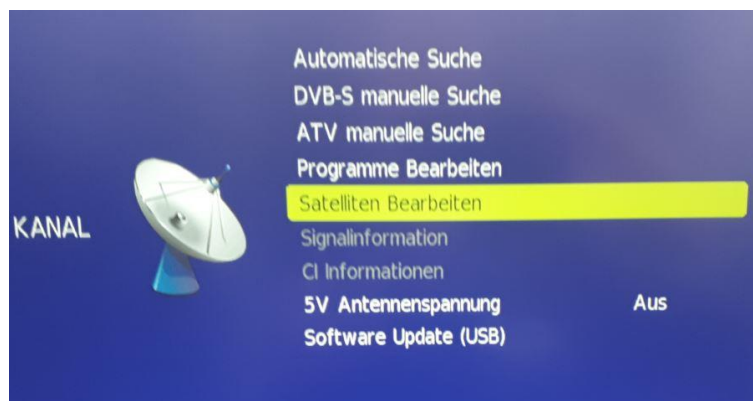 Automatische Suche
DVB-S manuelle Suche
ATV manuelle Suche
Programme Bearbeiten
Satelliten Bearbeiten
KANAL
Signalinformation
CI Informationen
5V Antennenspannung Aus
Software Update (USB)